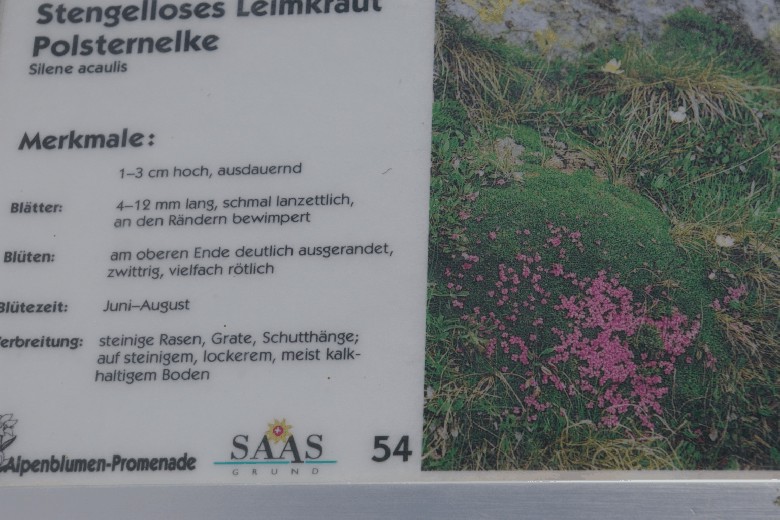 Stengelloses Leimkraut
Polsternelke
Silene acaulis
Merkmale:
1–3 cm hoch, ausdauernd
Blätter: 4–12 mm lang, schmal lanzettlich,
an den Rändern bewimpert
Blüten: am oberen Ende deutlich ausgerandet,
zwittrig, vielfach rötlich
Blütezeit: Juni–August
Verbreitung: steinige Rasen, Grate, Schutthänge;
auf steinigem, lockerem, meist kalk-
haltigem Boden
Alpenblumen-Promenade
SAAS
GRUND
54